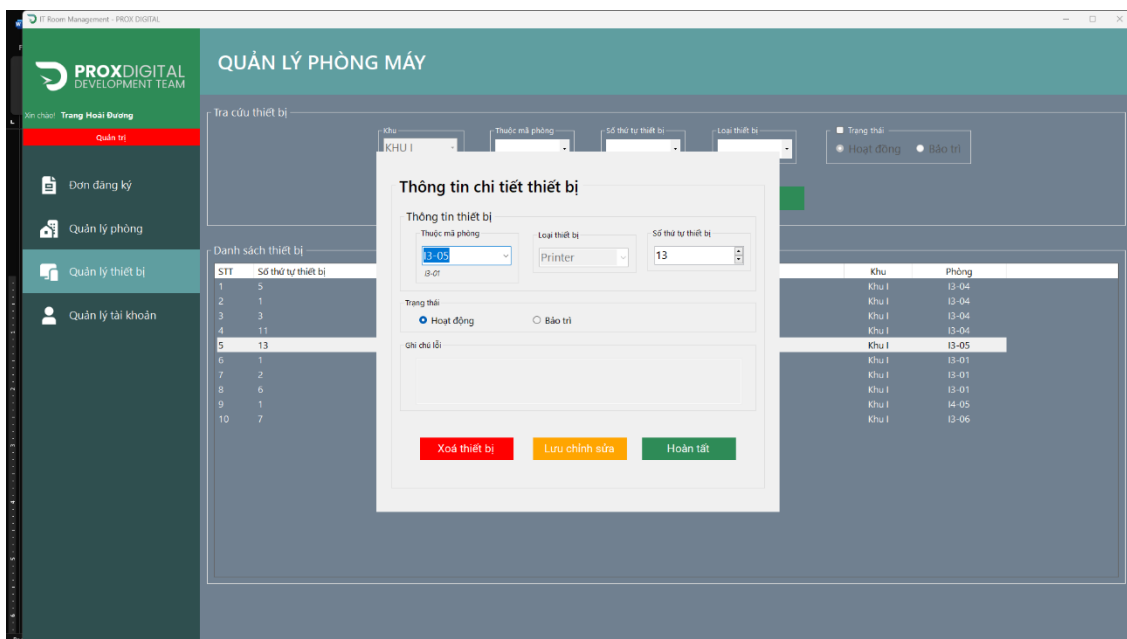 IT Room Management - PROX DIGITAL
PROXDIGITAL
DEVELOPMENT TEAM
Xin chào! Trang Hoài Đương
Quản trị
Đơn đăng ký
Quản lý phòng
Quản lý thiết bị
Quản lý tài khoản
QUẢN LÝ PHÒNG MÁY
Tra cứu thiết bị
Khu
Thuộc mã phòng
Số thứ tự thiết bị
Loại thiết bị
Trạng thái
KHU I
Hoạt động
Bảo trì
Danh sách thiết bị
STT Số thứ tự thiết bị Khu Phòng
1 5 Khu I I3-04
2 1 Khu I I3-04
3 3 Khu I I3-04
4 11 Khu I I3-04
5 13 Khu I I3-05
6 1 Khu I I3-01
7 2 Khu I I3-01
8 6 Khu I I3-01
9 1 Khu I I4-05
10 7 Khu I I3-06
Thông tin chi tiết thiết bị
Thông tin thiết bị
Thuộc mã phòng
Loại thiết bị
Số thứ tự thiết bị
I3-05
Printer
13
I3-01
Trạng thái
Hoạt động
Bảo trì
Ghi chú lỗi
Xoá thiết bị
Lưu chỉnh sửa
Hoàn tất